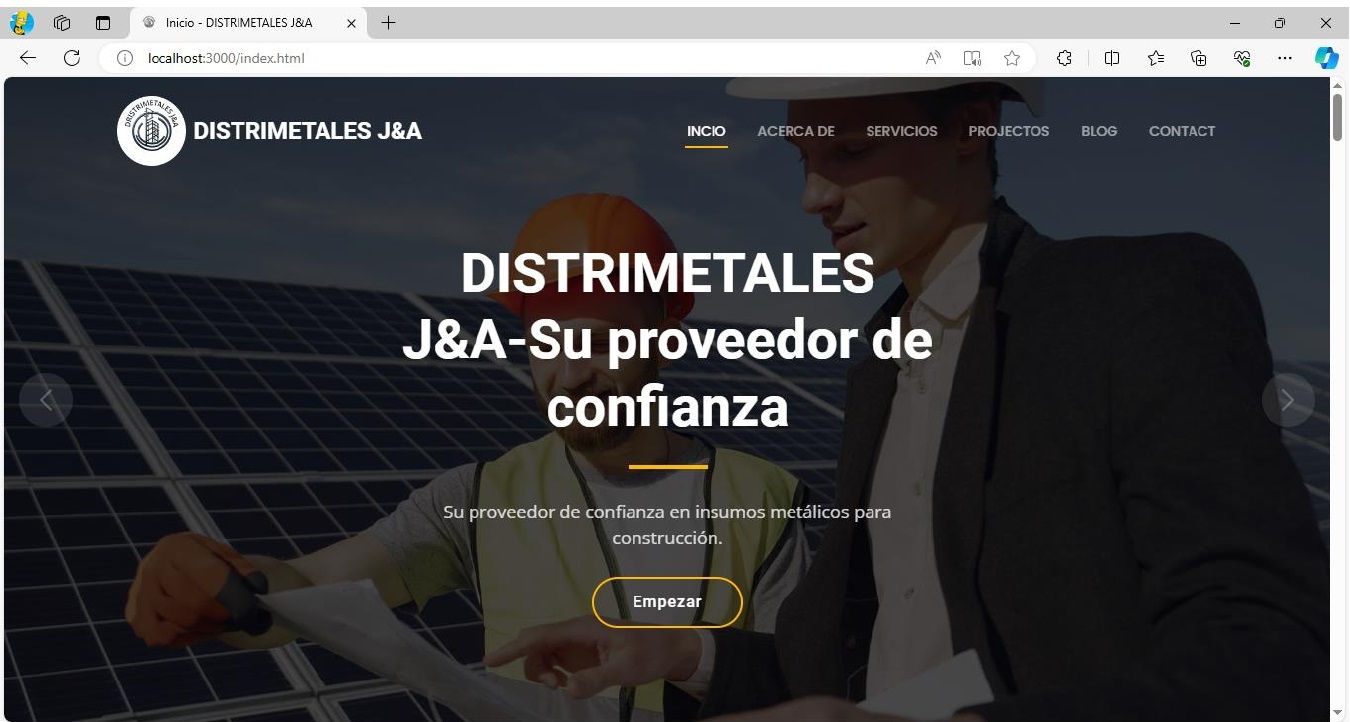 Inicio - DISTRIMETALES J&A
localhost:3000/index.html
DISTRIMETALES J&A
DISTRIMETALES J&A
INCIO
ACERCA DE
SERVICIOS
PROJECTOS
BLOG
CONTACT
DISTRIMETALES
J&A-Su proveedor de
confianza
Su proveedor de confianza en insumos metálicos para
construcción.
Empezar